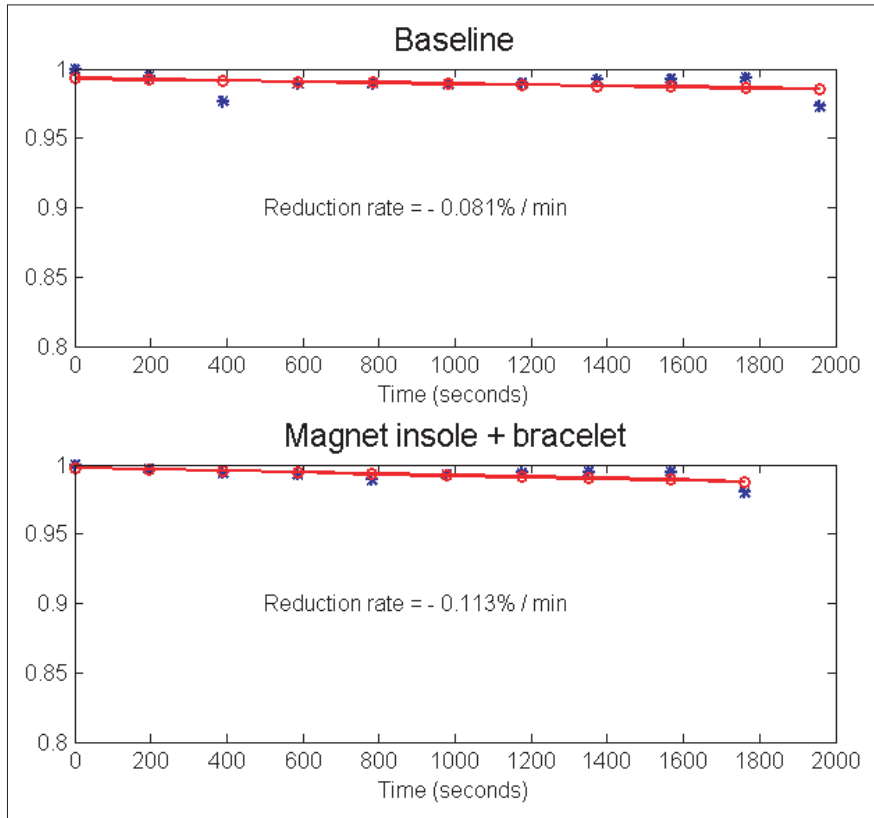 Baseline
1
0.95
0.9
0.85
0.8
Reduction rate = - 0.081% / min
0 200 400 600 800 1000 1200 1400 1600 1800 2000
Time (seconds)
Magnet insole + bracelet
1
0.95
0.9
0.85
0.8
Reduction rate = - 0.113% / min
0 200 400 600 800 1000 1200 1400 1600 1800 2000
Time (seconds)